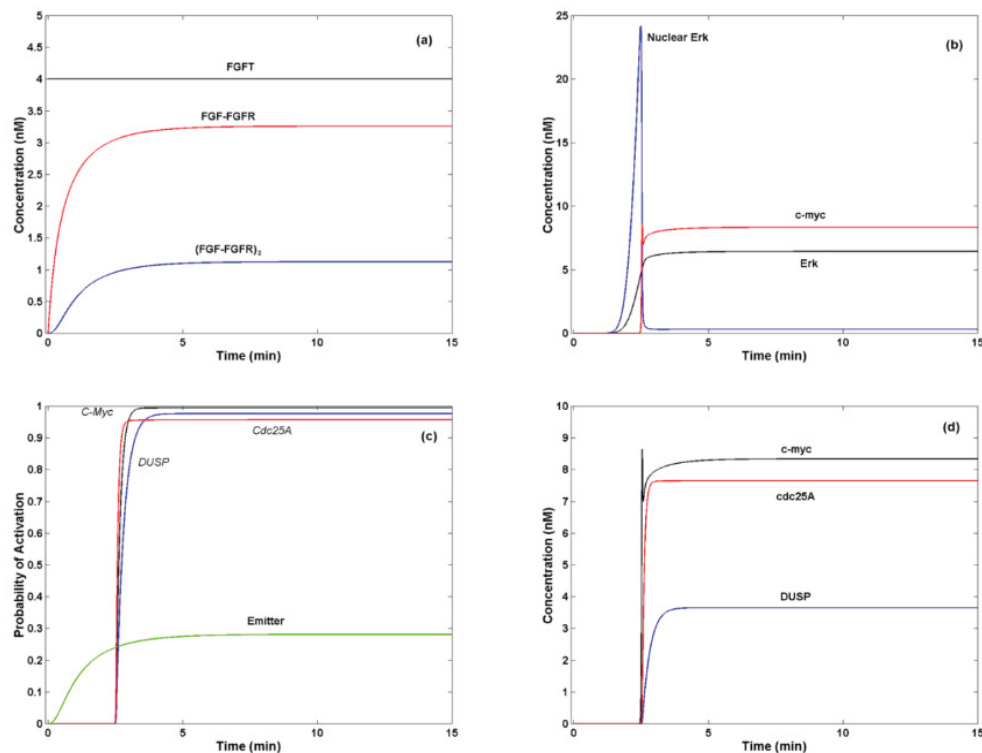 (a)
FGFT
FGF-FGFR
(FGF-FGFR)₂
Concentration (nM)
5
4.5
4
3.5
3
2.5
2
1.5
1
0.5
0
0 5 10 15
Time (min)
(b)
Nuclear Erk
c-myc
Erk
Concentration (nM)
25
20
15
10
5
0
0 5 10 15
Time (min)
(c)
C-Myc
Cdc25A
DUSP
Emitter
Probability of Activation
1
0.9
0.8
0.7
0.6
0.5
0.4
0.3
0.2
0.1
0
0 5 10 15
Time (min)
(d)
c-myc
cdc25A
DUSP
Concentration (nM)
10
9
8
7
6
5
4
3
2
1
0
0 5 10 15
Time (min)